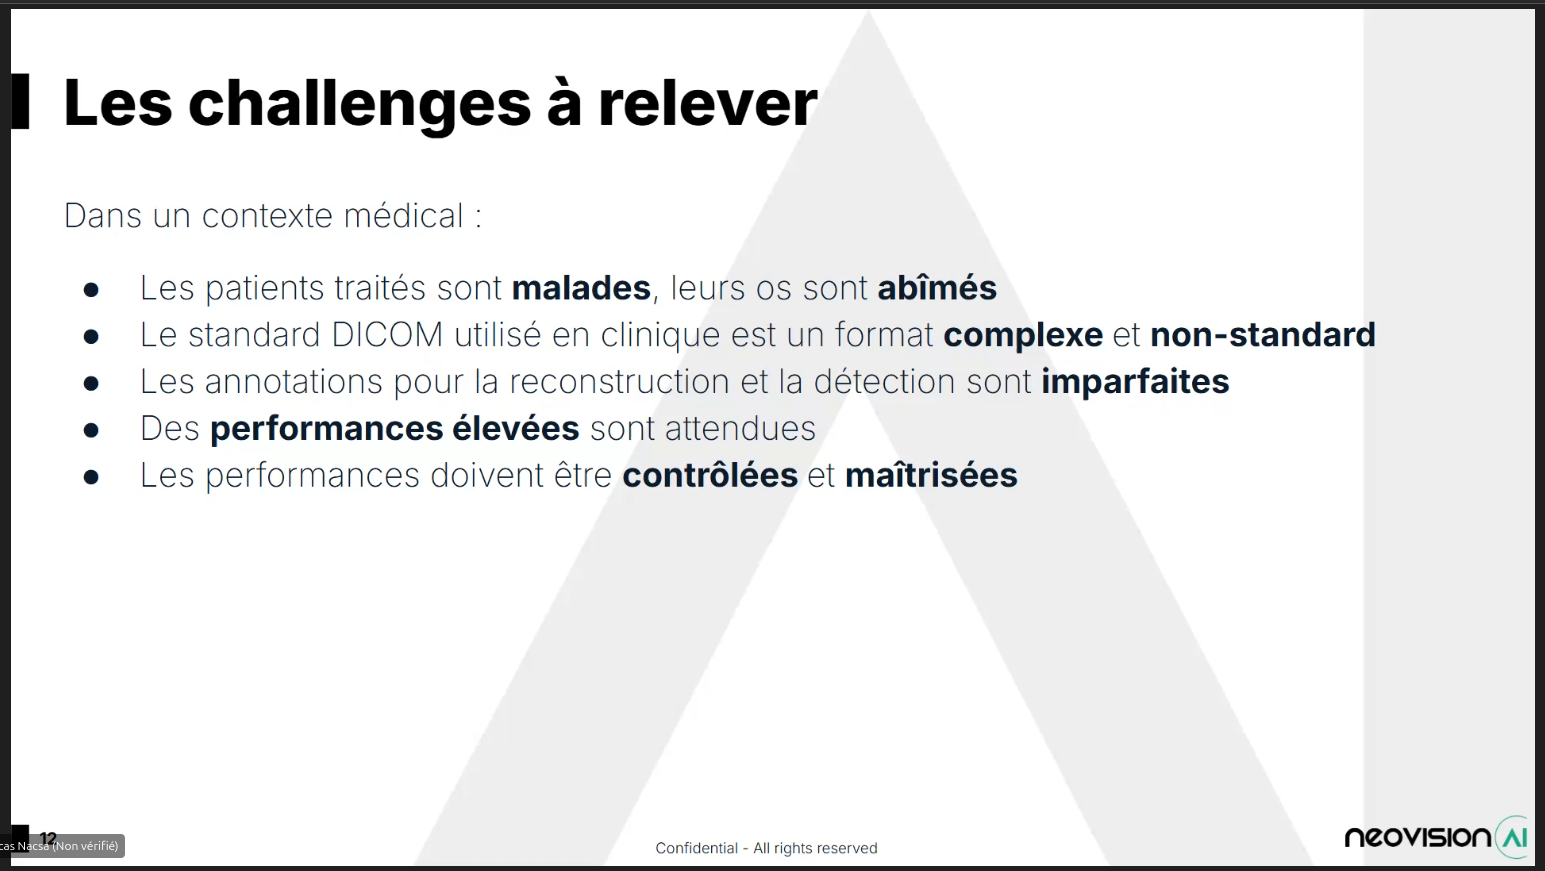 Les challenges à relever
Dans un contexte médical :
● Les patients traités sont malades, leurs os sont abîmés
● Le standard DICOM utilisé en clinique est un format complexe et non-standard
● Les annotations pour la reconstruction et la détection sont imparfaites
● Des performances élevées sont attendues
● Les performances doivent être contrôlées et maîtrisées
12
cas Nacsa (Non vérifié)
Confidential - All rights reserved
neovision AI